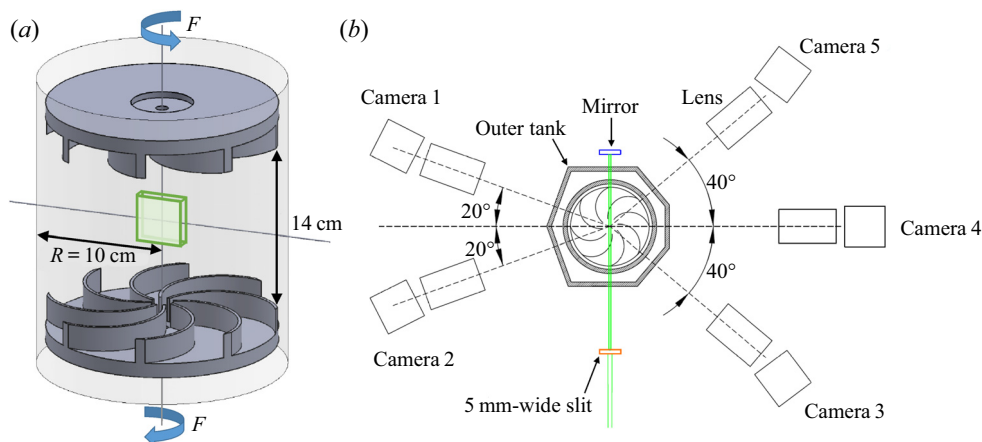 (a)
F
14 cm
R = 10 cm
F
(b)
Camera 5
Camera 1
Lens
Mirror
Outer tank
40°
20°
20°
Camera 4
40°
Camera 2
5 mm-wide slit
Camera 3